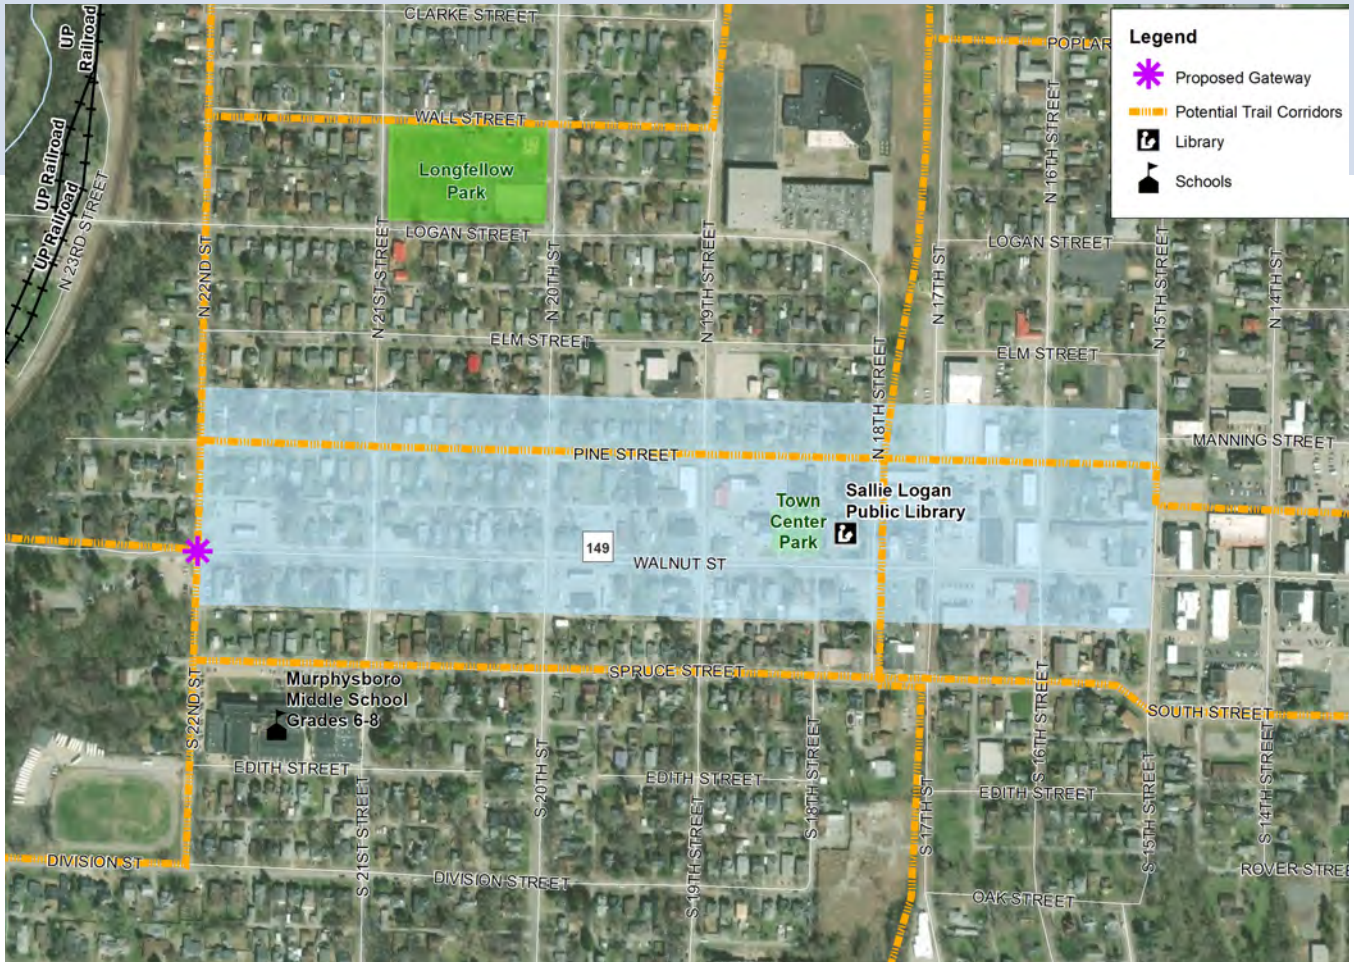 CLARKE STREET
Legend
Proposed Gateway
Potential Trail Corridors
Library
Schools
POPLAR
UP
Railroad
UP Railroad
UP Railroad
N 23RD STREET
WALL STREET
Longfellow
Park
N 16TH STREET
LOGAN STREET
LOGAN STREET
N 22ND ST
N 21ST STREET
N 20TH ST
N 19TH STREET
N 17TH ST
N 15TH STREET
N 14TH ST
ELM STREET
ELM STREET
N 18TH STREET
PINE STREET
MANNING STREET
Sallie Logan
Public Library
Town
Center
Park
149
WALNUT ST
SPRUCE STREET
Murphysboro
Middle School
Grades 6-8
SOUTH STREET
S 22ND ST
S 21ST STREET
S 20TH ST
S 19TH STREET
S 18TH STREET
S 17TH ST
S 16TH STREET
S 15TH STREET
S 14TH STREET
EDITH STREET
EDITH STREET
EDITH STREET
DIVISION ST
DIVISION STREET
OAK STREET
ROVER STREE